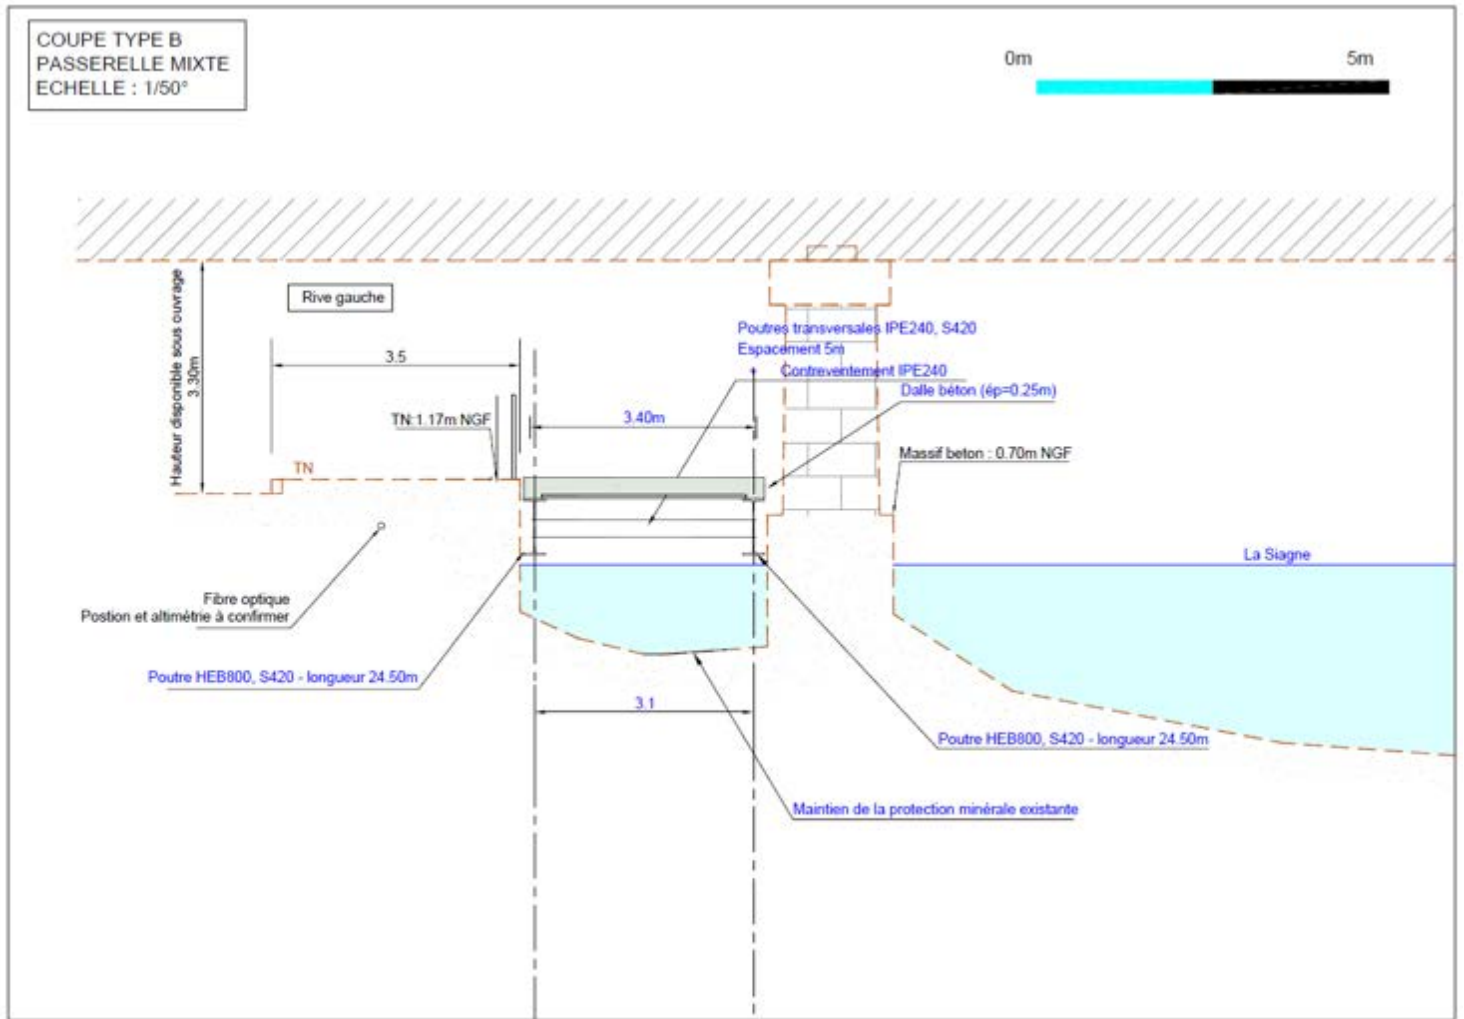 COUPE TYPE B
PASSERELLE MIXTE
ECHELLE : 1/50°
0m
5m
Hauteur disponible sous ouvrage
3.30m
Rive gauche
3.5
TN:1.17m NGF
TN
Poutres transversales IPE240, S420
Espacement 5m
Contreventement IPE240
Dalle béton (ép=0.25m)
3.40m
Massif beton : 0.70m NGF
La Siagne
Fibre optique
Postion et altimétrie à confirmer
Poutre HEB800, S420 - longueur 24.50m
3.1
Poutre HEB800, S420 - longueur 24.50m
Maintien de la protection minérale existante